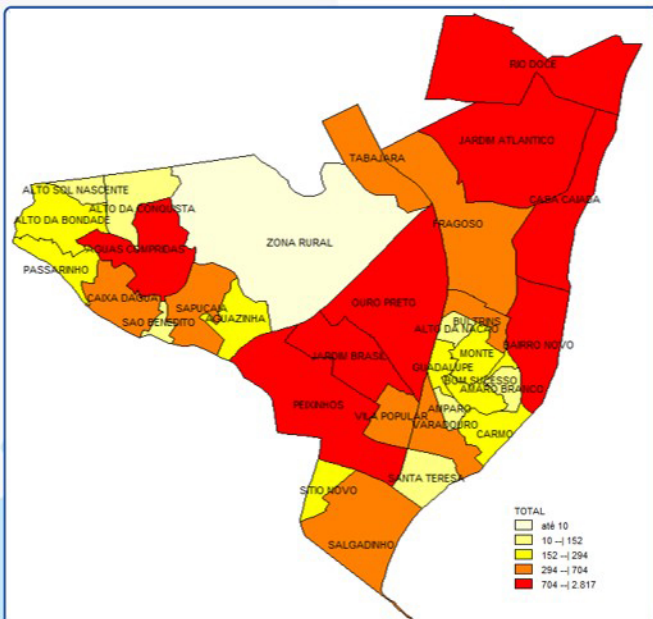 RIO DOCE
JARDIM ATLANTICO
TABAJARA
ALTO SOL NASCENTE
CASA CAIADA
ALTO DA CONQUISTA
ALTO DA BONDADE
FRAGOSO
ZONA RURAL
AGUAS COMPRIDAS
PASSARINHO
CAIXA DAGUA
OURO PRETO
SAPUCAIA
AGUAZINHA
SAO BENEDITO
BULTRINS
ALTO DA NACAO
BAIRRO NOVO
JARDIM BRASIL
MONTE
GUADALUPE
BOM SUCESSO
AMARO BRANCO
PEIXINHOS
AMPARO
VILA POPULAR
VARADOURO
CARMO
SANTA TERESA
SITIO NOVO
SALGADINHO
TOTAL
até 10
10 --| 152
152 --| 294
294 --| 704
704 --| 2.817